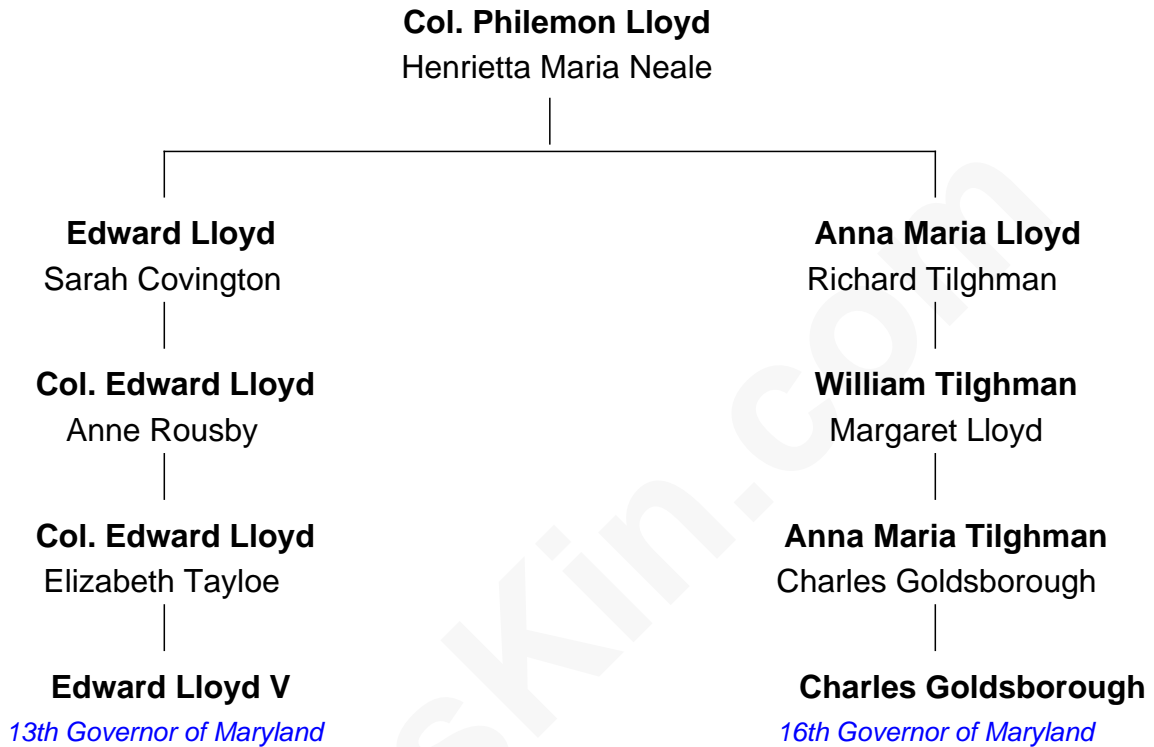 Col. Philemon Lloyd
Henrietta Maria Neale
Edward Lloyd
Sarah Covington
Anna Maria Lloyd
Richard Tilghman
Col. Edward Lloyd
Anne Rousby
William Tilghman
Margaret Lloyd
Col. Edward Lloyd
Elizabeth Tayloe
Anna Maria Tilghman
Charles Goldsborough
Edward Lloyd V
13th Governor of Maryland
Charles Goldsborough
16th Governor of Maryland
sKin.com